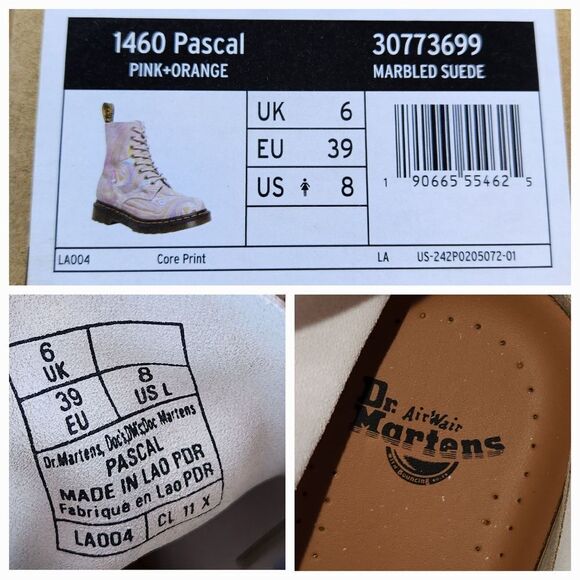 1460 Pascal
PINK+ORANGE
30773699
MARBLED SUEDE
UK 6
EU 39
US 8
1 90665 55462 5
LA004 Core Print LA US-242P0205072-01
6
UK
39
EU
8
US L
Dr.Martens, Doc's,DM's,Doc Martens
PASCAL
MADE IN LAO PDR
Fabriqué en Lao PDR
LA004 CL 11 X
Dr. AirWair
Martens